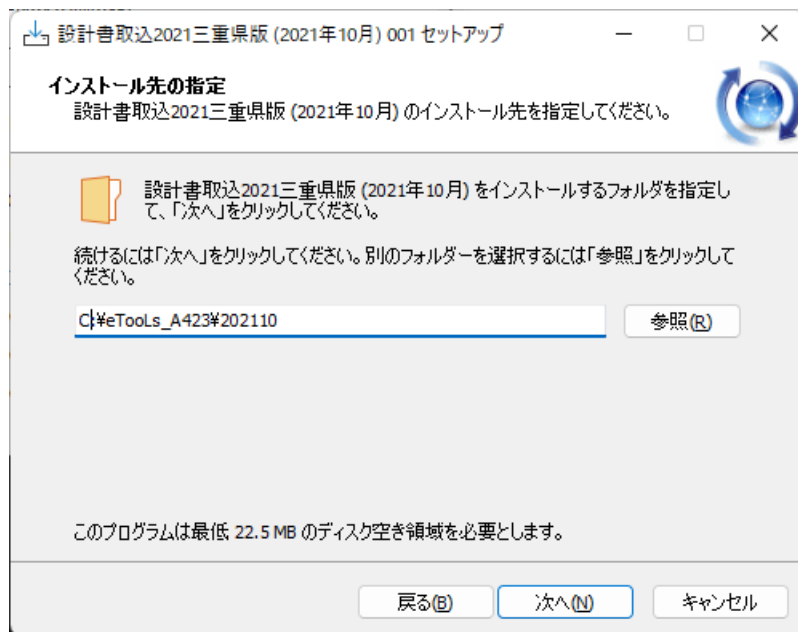 設計書取込2021三重県版 (2021年10月) 001 セットアップ
インストール先の指定
設計書取込2021三重県版 (2021年10月) のインストール先を指定してください。
設計書取込2021三重県版 (2021年10月) をインストールするフォルダを指定し
て、「次へ」をクリックしてください。
続けるには「次へ」をクリックしてください。別のフォルダーを選択するには「参照」をクリックして
ください。
C:¥eTooLs_A423¥202110
参照(R)
このプログラムは最低 22.5 MB のディスク空き領域を必要とします。
戻る(B)
次へ(N)
キャンセル